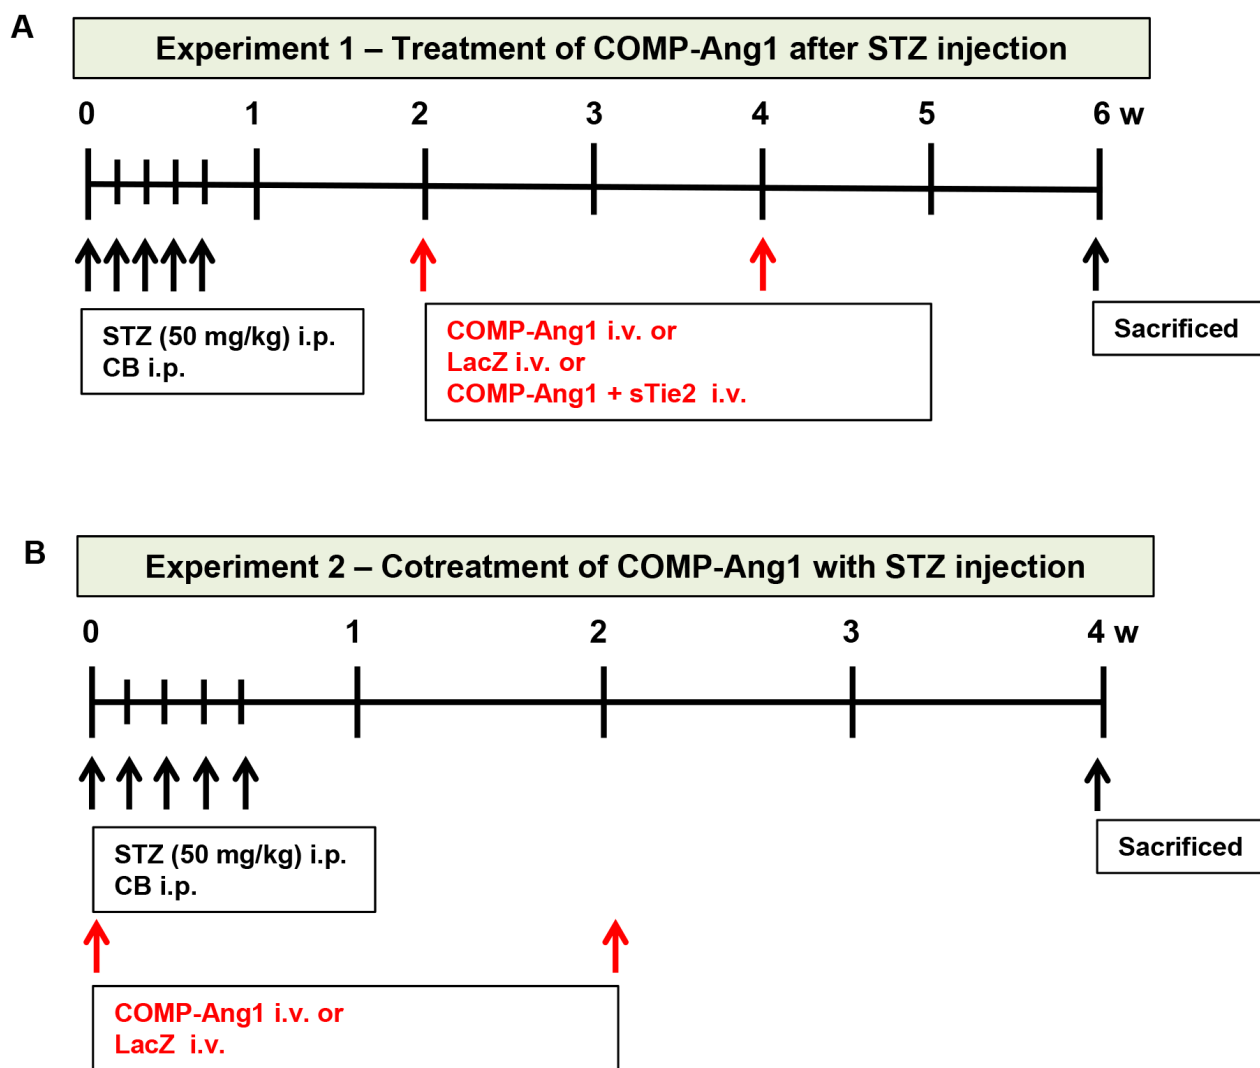 A
Experiment 1 – Treatment of COMP-Ang1 after STZ injection
0 1 2 3 4 5 6 w
STZ (50 mg/kg) i.p.
CB i.p.
COMP-Ang1 i.v. or
LacZ i.v. or
COMP-Ang1 + sTie2 i.v.
Sacrificed
B
Experiment 2 – Cotreatment of COMP-Ang1 with STZ injection
0 1 2 3 4 w
STZ (50 mg/kg) i.p.
CB i.p.
Sacrificed
COMP-Ang1 i.v. or
LacZ i.v.